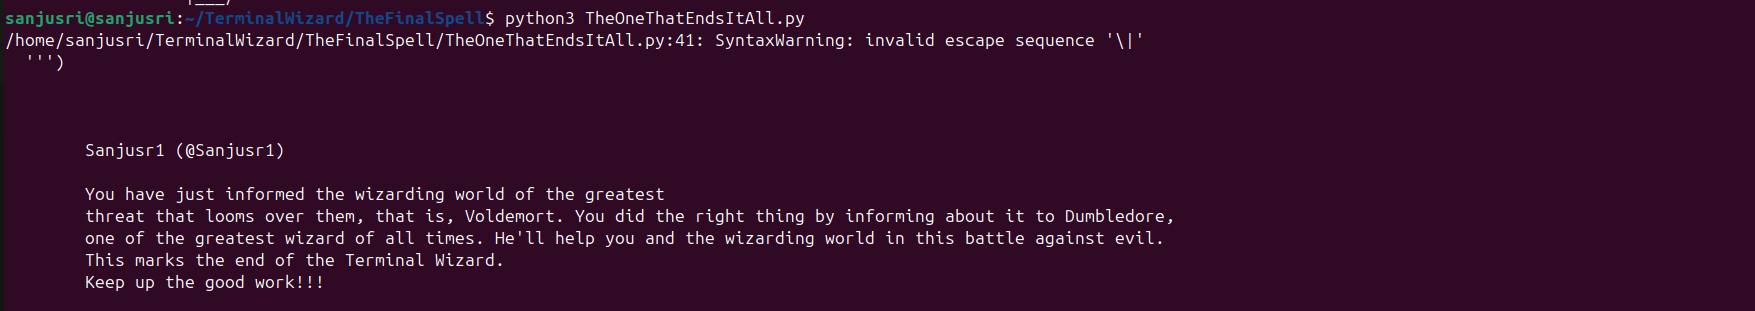 sanjusri@sanjusri:~/TerminalWizard/TheFinalSpell$ python3 TheOneThatEndsItAll.py
/home/sanjusri/TerminalWizard/TheFinalSpell/TheOneThatEndsItAll.py:41: SyntaxWarning: invalid escape sequence '\|'
''')
Sanjusr1 (@Sanjusr1)
You have just informed the wizarding world of the greatest
threat that looms over them, that is, Voldemort. You did the right thing by informing about it to Dumbledore,
one of the greatest wizard of all times. He'll help you and the wizarding world in this battle against evil.
This marks the end of the Terminal Wizard.
Keep up the good work!!!